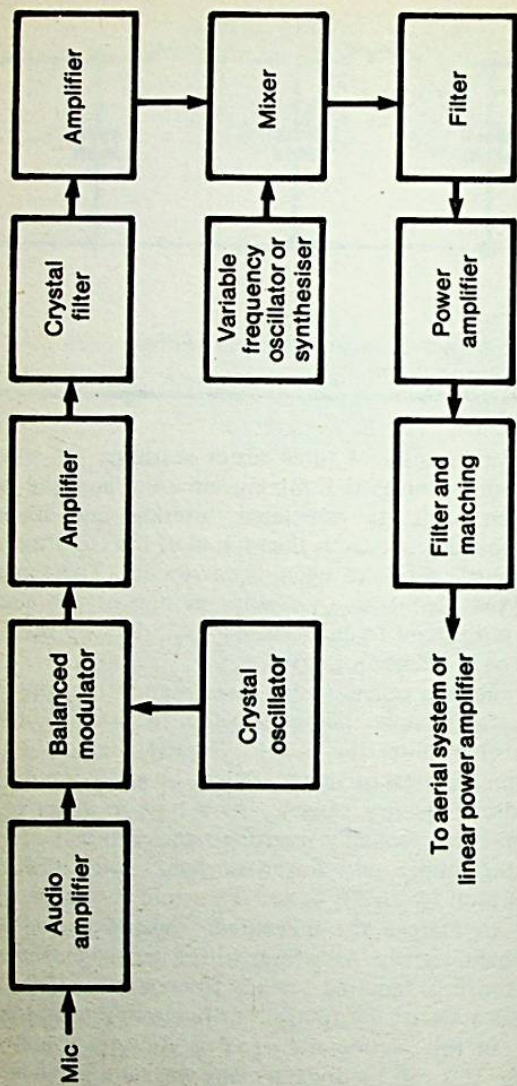 Mic
Audio
amplifier
Balanced
modulator
Crystal oscillator
Amplifier
Crystal
filter
Amplifier
Variable
frequency
oscillator or
synthesiser
Mixer
Filter
Power
amplifier
Filter and
matching
To aerial system or
linear power amplifier